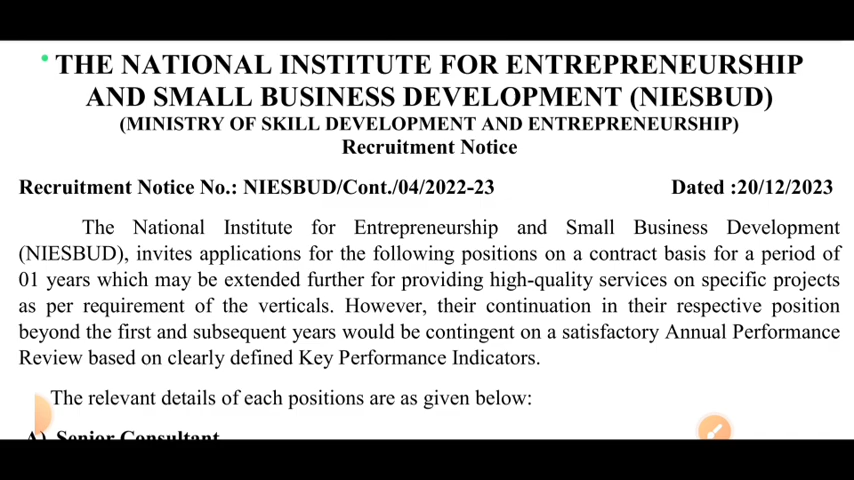 THE NATIONAL INSTITUTE FOR ENTREPRENEURSHIP
AND SMALL BUSINESS DEVELOPMENT (NIESBUD)
(MINISTRY OF SKILL DEVELOPMENT AND ENTREPRENEURSHIP)
Recruitment Notice
Recruitment Notice No.: NIESBUD/Cont./04/2022-23 Dated :20/12/2023
The National Institute for Entrepreneurship and Small Business Development
(NIESBUD), invites applications for the following positions on a contract basis for a period of
01 years which may be extended further for providing high-quality services on specific projects
as per requirement of the verticals. However, their continuation in their respective position
beyond the first and subsequent years would be contingent on a satisfactory Annual Performance
Review based on clearly defined Key Performance Indicators.
The relevant details of each positions are as given below:
A) Senior Consultant